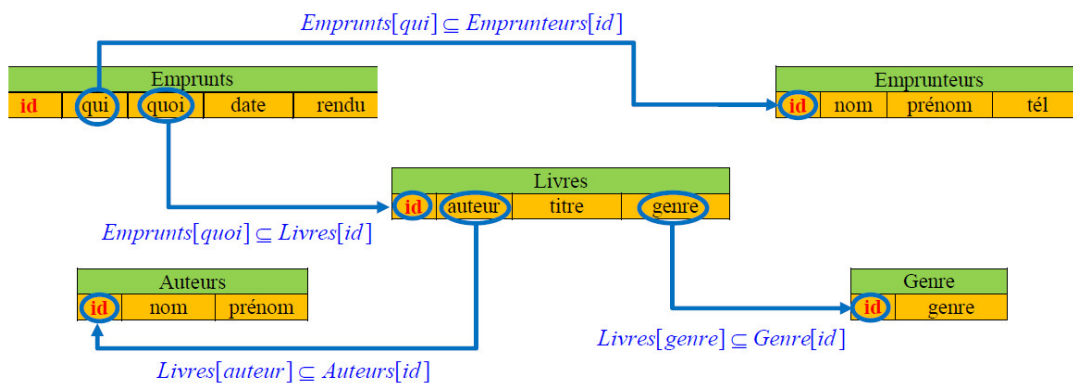 Emprunts[qui] ⊆ Emprunteurs[id]
Emprunts
id qui quoi date rendu
Emprunteurs
id nom prénom tél
Livres
id auteur titre genre
Emprunts[quoi] ⊆ Livres[id]
Auteurs
id nom prénom
Genre
id genre
Livres[genre] ⊆ Genre[id]
Livres[auteur] ⊆ Auteurs[id]